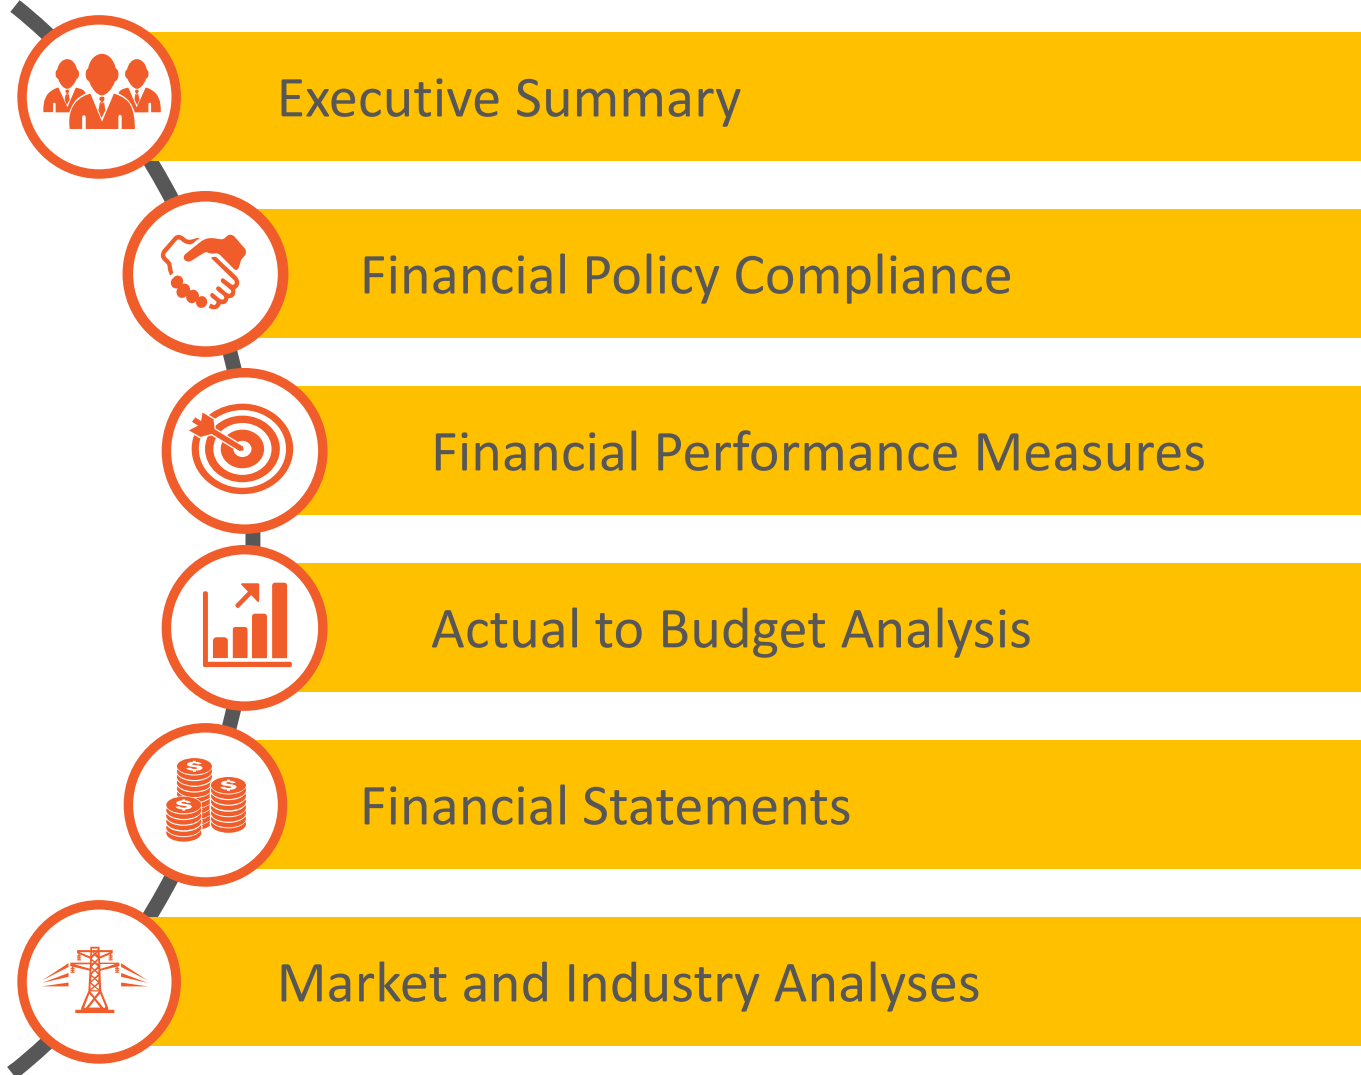 Executive Summary
Financial Policy Compliance
Financial Performance Measures
Actual to Budget Analysis
Financial Statements
Market and Industry Analyses